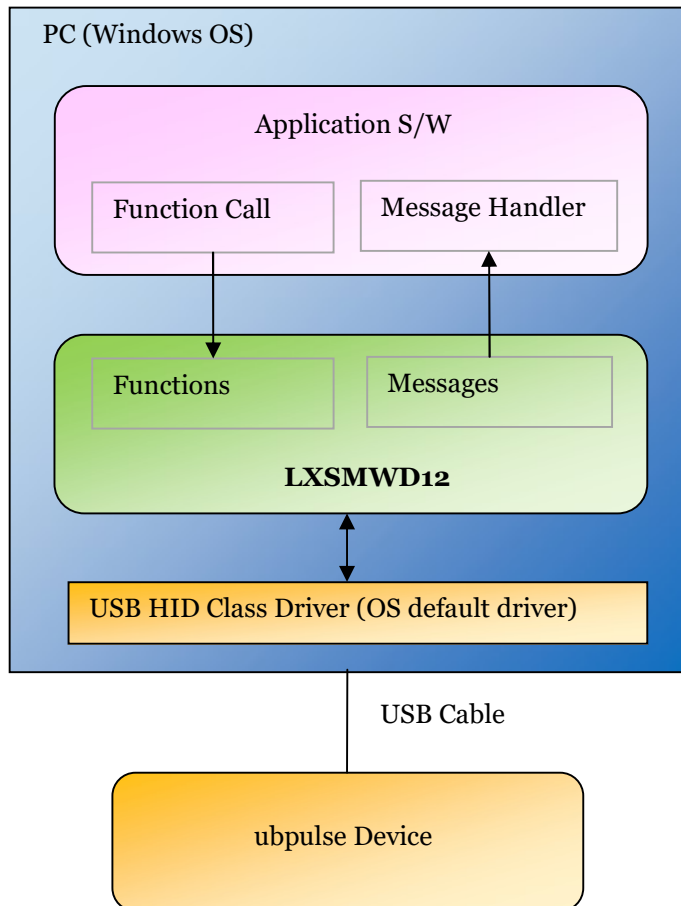 PC (Windows OS)
Application S/W
Function Call
Message Handler
Functions
Messages
LXSMWD12
USB HID Class Driver (OS default driver)
USB Cable
ubpulse Device